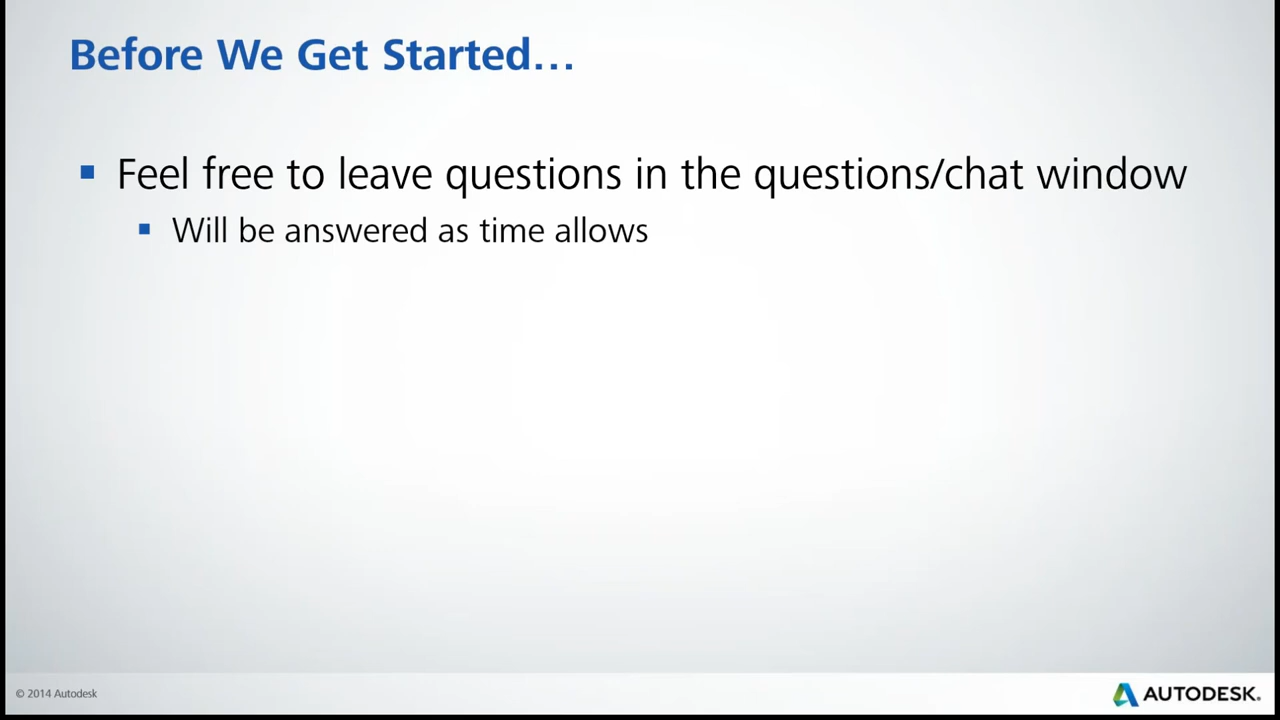 Before We Get Started...
Feel free to leave questions in the questions/chat window
Will be answered as time allows
© 2014 Autodesk
AUTODESK.